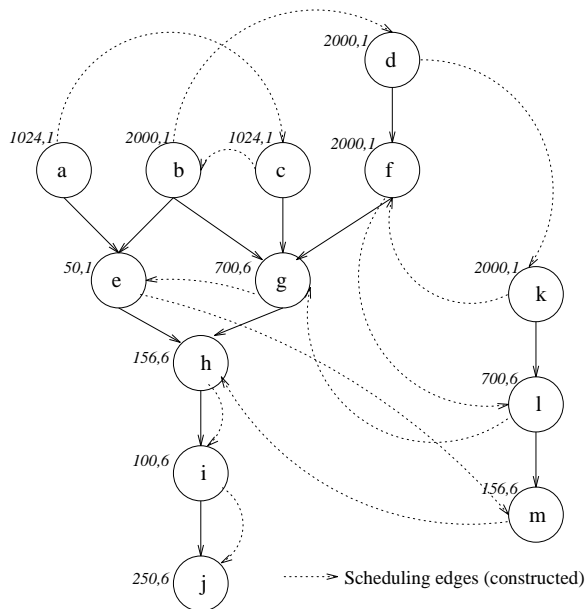 2000,1
d
1024,1
2000,1
1024,1
2000,1
a
b
c
f
50,1
700,6
2000,1
e
g
k
156,6
700,6
h
l
100,6
156,6
i
m
250,6
j
Scheduling edges (constructed)